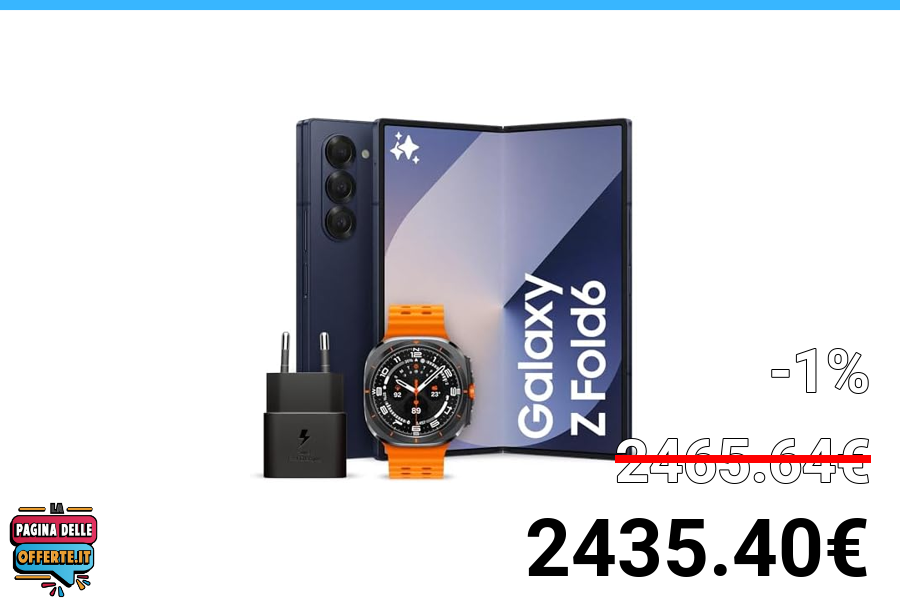 Galaxy
Z Fold6
-1%
2465.64€
2435.40€
LA
PAGINA DELLE
OFFERTE.IT